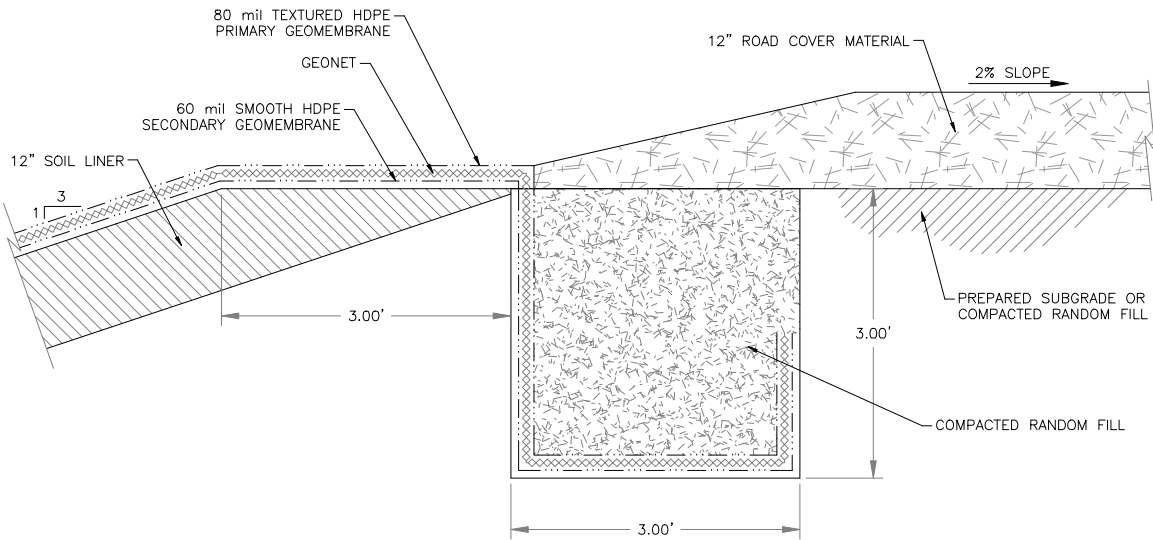 80 mil TEXTURED HDPE
PRIMARY GEOMEMBRANE
GEONET
60 mil SMOOTH HDPE
SECONDARY GEOMEMBRANE
12" SOIL LINER
3
1
12" ROAD COVER MATERIAL
2% SLOPE
3.00'
PREPARED SUBGRADE OR
COMPACTED RANDOM FILL
3.00'
COMPACTED RANDOM FILL
3.00'